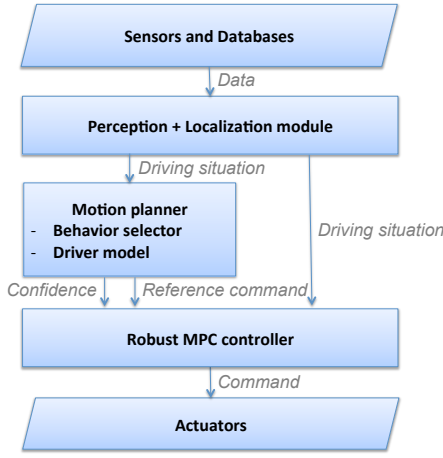 Sensors and Databases
Data
Perception + Localization module
Driving situation
Motion planner
- Behavior selector
- Driver model
Driving situation
Confidence
Reference command
Robust MPC controller
Command
Actuators